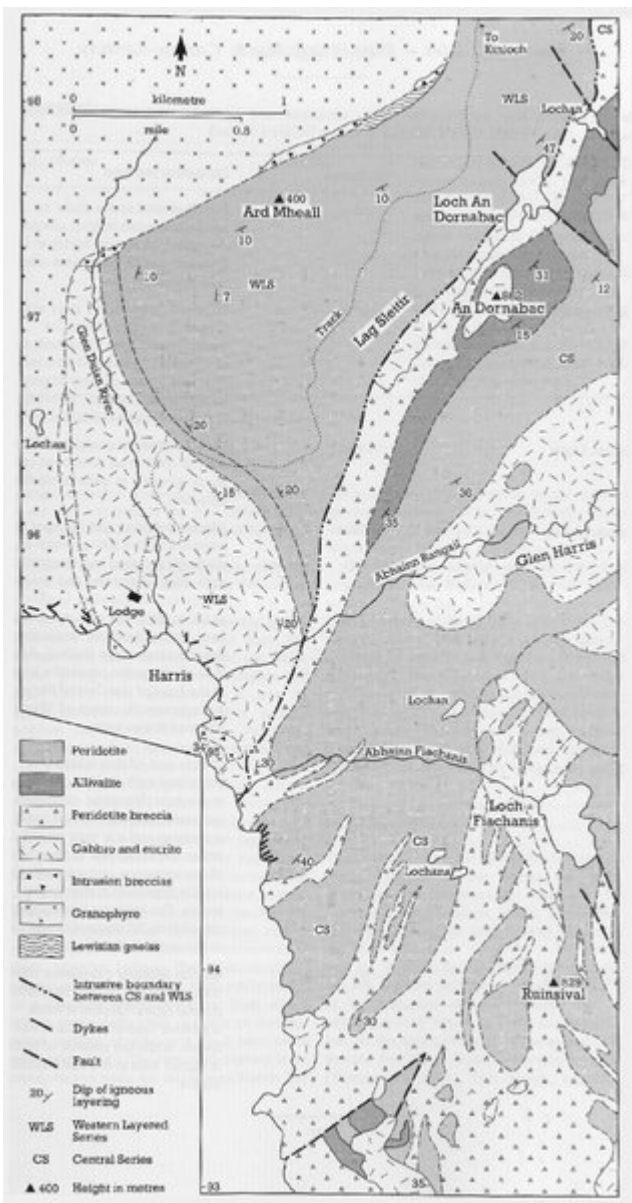 To
Kinloch
20
CS
N
98
kilometre
0
1
WLS
Lochan
0
mile
0.5
47
400
Ard Mheall
10
Loch An
Dornabac
10
31
12
7
WLS
97
Track
An Dornabac
Lag Sleitir
15
CS
Glen Duian River
20
Lochan
15
20
36
35
96
Abhainn Rangail
Glen Harris
WLS
Lodge
20
Harris
Lochan
Abhainn Fiachanis
30
Loch
Fiachanis
40
CS
Lochans
CS
94
Ruinsival
30
35
93
Peridotite
Allivalite
Peridotite breccia
Gabbro and eucrite
Intrusion breccias
Granophyre
Lewisian gneiss
Intrusive boundary
between CS and WLS
Dykes
Fault
20
Dip of igneous
layering
WLS
Western Layered
Series
CS
Central Series
400
Height in metres